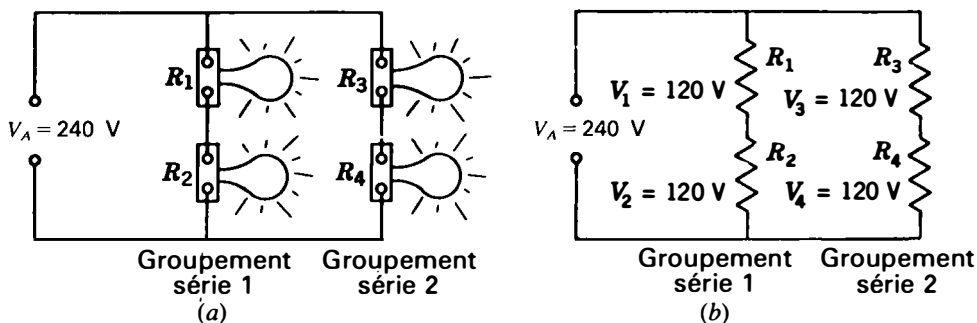 R₁
R₃
V_A = 240 V
R₂
R₄
Groupement
série 1
Groupement
série 2
(a)
R₁
R₃
V₁ = 120 V
V₃ = 120 V
V_A = 240 V
R₂
R₄
V₂ = 120 V
V₄ = 120 V
Groupement
série 1
Groupement
série 2
(b)